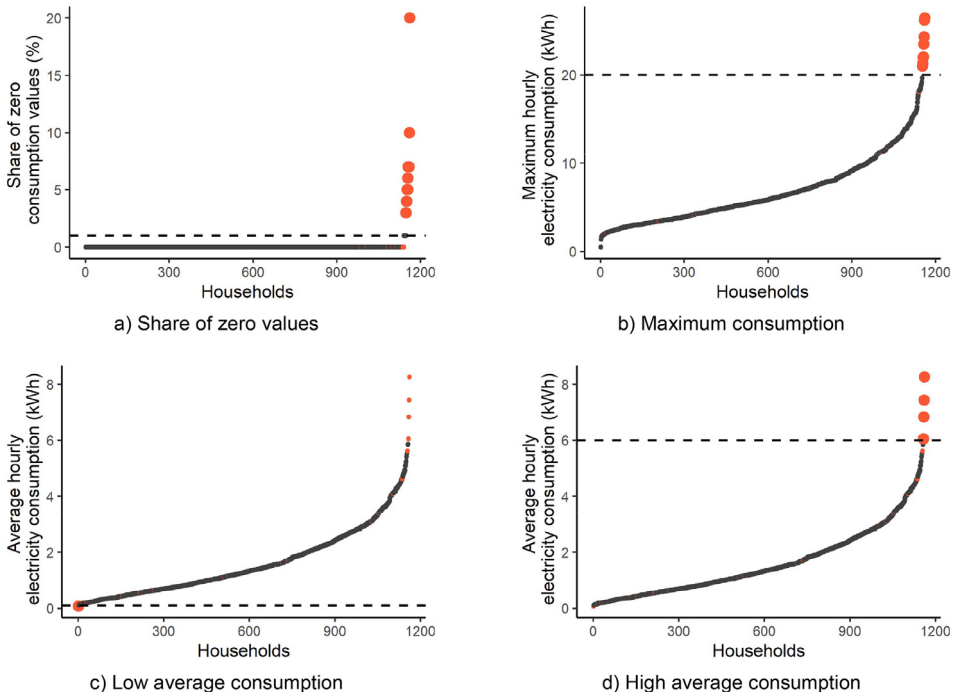 Share of zero
consumption values (%)
20
15
10
5
0
0 300 600 900 1200
Households
a) Share of zero values
Maximum hourly
electricity consumption (kWh)
20
10
0
0 300 600 900 1200
Households
b) Maximum consumption
Average hourly
electricity consumption (kWh)
8
6
4
2
0
0 300 600 900 1200
Households
c) Low average consumption
Average hourly
electricity consumption (kWh)
8
6
4
2
0
0 300 600 900 1200
Households
d) High average consumption